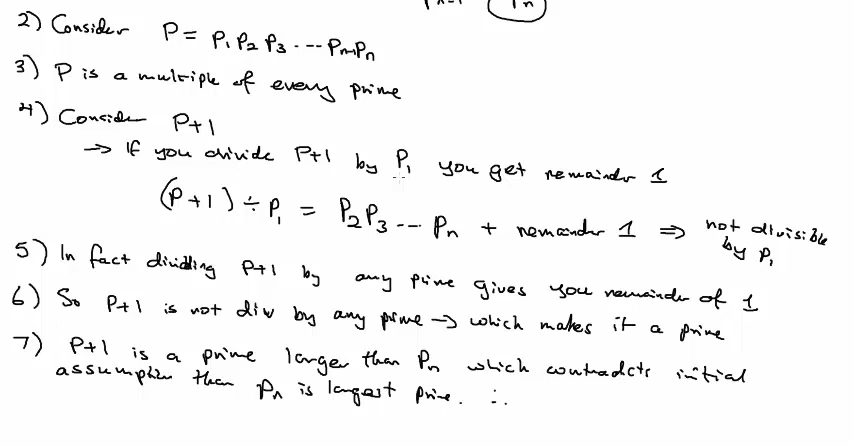 Pn
2) Consider P = P₁ P₂ P₃ ... Pₙ₋₁Pₙ
3) P is a multiple of every prime
4) Consider P+1
→ If you divide P+1 by P₁ you get remainder 1
(P+1) ÷ P₁ = P₂P₃ ... Pₙ + remainder 1 ⇒ not divisible by P₁
5) In fact dividing P+1 by any prime gives you remainder of 1
6) So P+1 is not div by any prime → which makes it a prime
7) P+1 is a prime larger than Pₙ which contradicts initial
assumption than Pₙ is largest prime. ∴